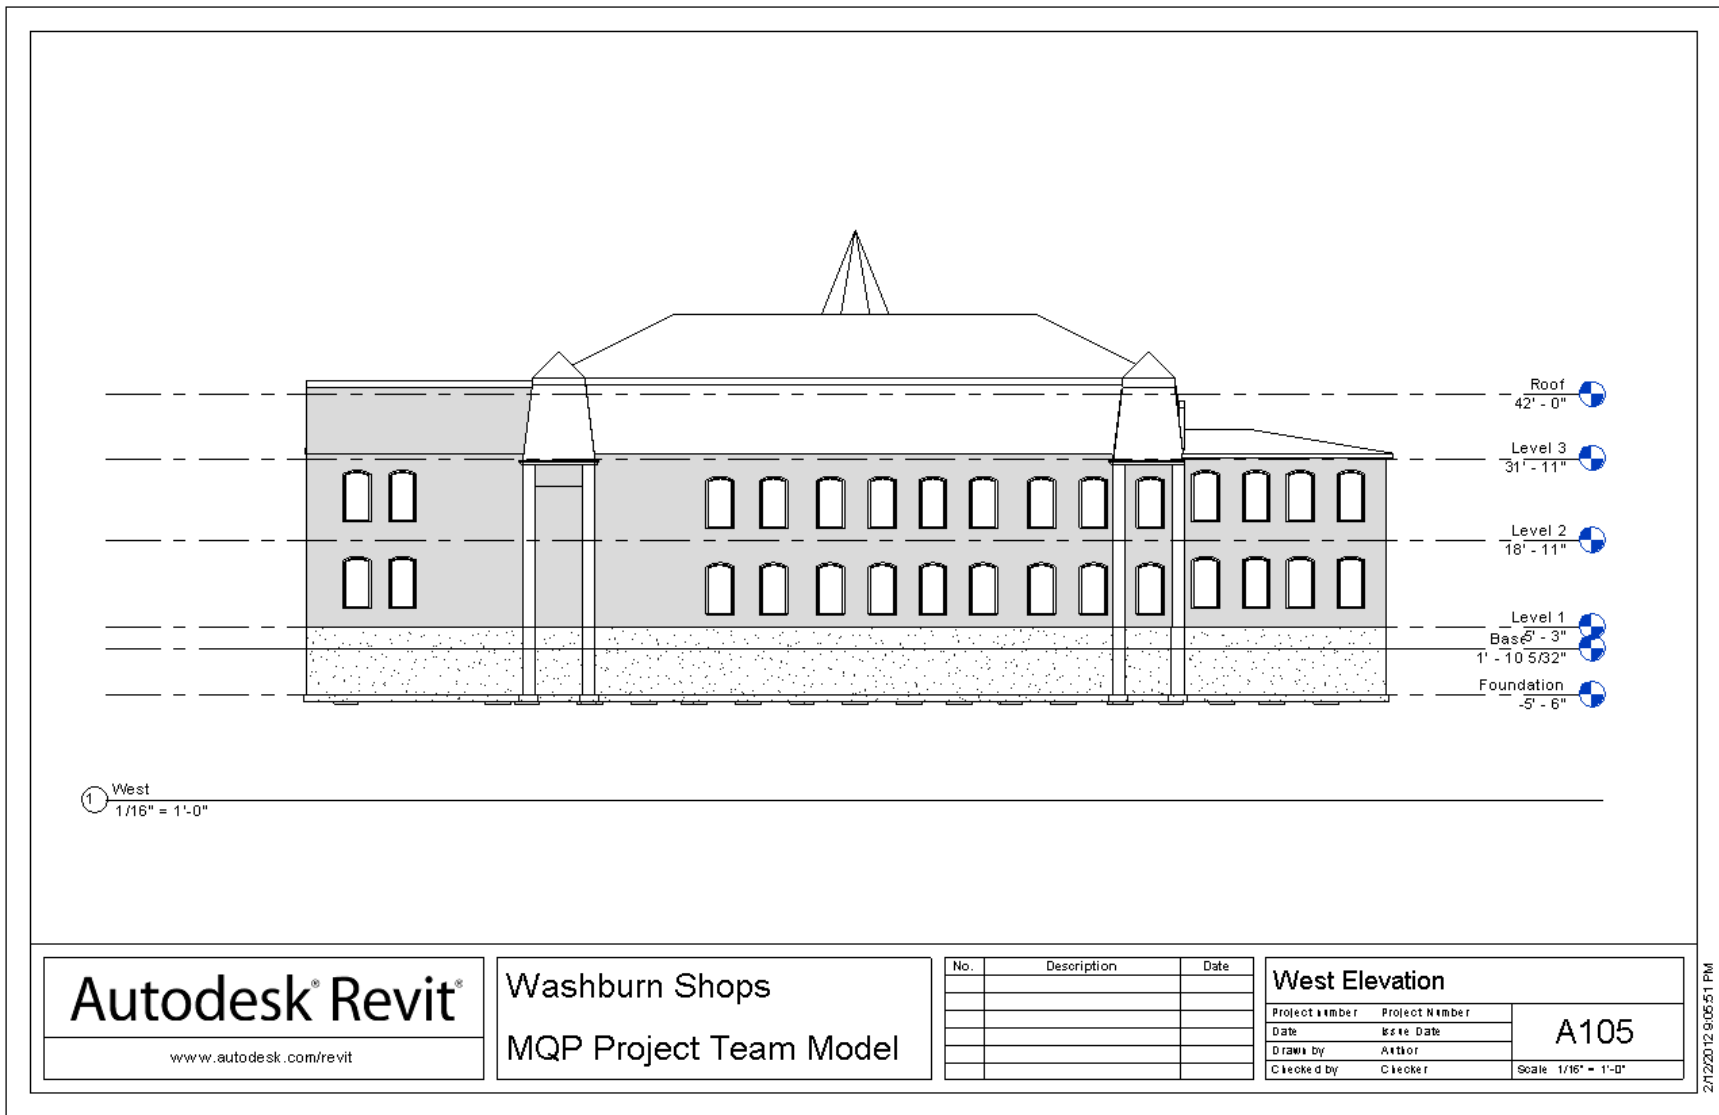 Roof
42' - 0"
Level 3
31' - 11"
Level 2
18' - 11"
Level 1
5' - 3"
Base
1' - 10 5/32"
Foundation
-5' - 6"
1
West
1/16" = 1'-0"
Autodesk® Revit®
www.autodesk.com/revit
Washburn Shops
MQP Project Team Model
No. Description Date
West Elevation
Project number Project Number
Date Issue Date
Drawn by Author
Checked by Checker
A105
Scale 1/16" = 1'-0"
2/12/2012 9:05:51 PM